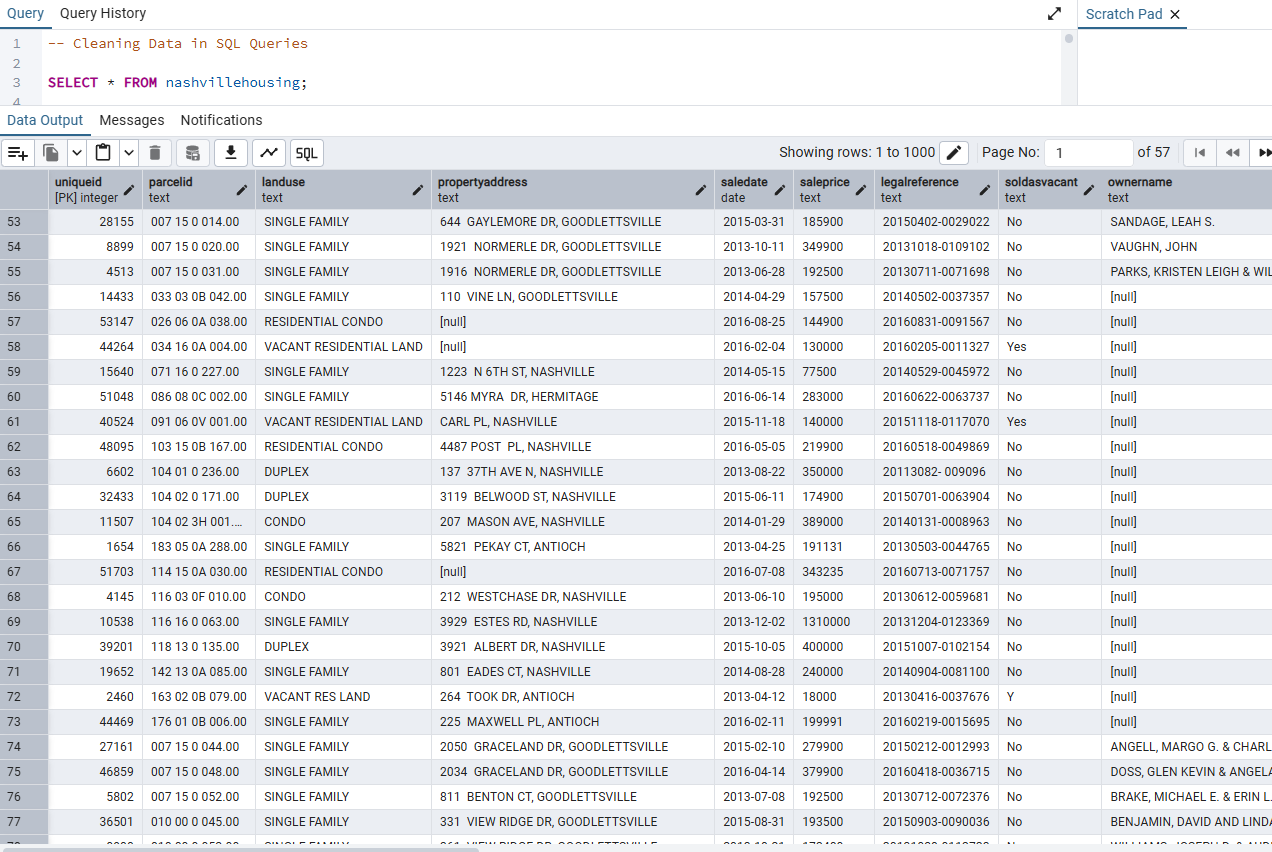 Query Query History Scratch Pad
1 -- Cleaning Data in SQL Queries
2
3 SELECT * FROM nashvillehousing;
4
Data Output Messages Notifications
SQL Showing rows: 1 to 1000 Page No: 1 of 57
uniqueid parcelid landuse propertyaddress saledate saleprice legalreference soldasvacant ownername
[PK] integer text text text date text text text text
53 28155 007 15 0 014.00 SINGLE FAMILY 644 GAYLEMORE DR, GOODLETTSVILLE 2015-03-31 185900 20150402-0029022 No SANDAGE, LEAH S.
54 8899 007 15 0 020.00 SINGLE FAMILY 1921 NORMERLE DR, GOODLETTSVILLE 2013-10-11 349900 20131018-0109102 No VAUGHN, JOHN
55 4513 007 15 0 031.00 SINGLE FAMILY 1916 NORMERLE DR, GOODLETTSVILLE 2013-06-28 192500 20130711-0071698 No PARKS, KRISTEN LEIGH & WIL
56 14433 033 03 0B 042.00 SINGLE FAMILY 110 VINE LN, GOODLETTSVILLE 2014-04-29 157500 20140502-0037357 No [null]
57 53147 026 06 0A 038.00 RESIDENTIAL CONDO [null] 2016-08-25 144900 20160831-0091567 No [null]
58 44264 034 16 0A 004.00 VACANT RESIDENTIAL LAND [null] 2016-02-04 130000 20160205-0011327 Yes [null]
59 15640 071 16 0 227.00 SINGLE FAMILY 1223 N 6TH ST, NASHVILLE 2014-05-15 77500 20140529-0045972 No [null]
60 51048 086 08 0C 002.00 SINGLE FAMILY 5146 MYRA DR, HERMITAGE 2016-06-14 283000 20160622-0063737 No [null]
61 40524 091 06 0V 001.00 VACANT RESIDENTIAL LAND CARL PL, NASHVILLE 2015-11-18 140000 20151118-0117070 Yes [null]
62 48095 103 15 0B 167.00 RESIDENTIAL CONDO 4487 POST PL, NASHVILLE 2016-05-05 219900 20160518-0049869 No [null]
63 6602 104 01 0 236.00 DUPLEX 137 37TH AVE N, NASHVILLE 2013-08-22 350000 20113082- 009096 No [null]
64 32433 104 02 0 171.00 DUPLEX 3119 BELWOOD ST, NASHVILLE 2015-06-11 174900 20150701-0063904 No [null]
65 11507 104 02 3H 001.... CONDO 207 MASON AVE, NASHVILLE 2014-01-29 389000 20140131-0008963 No [null]
66 1654 183 05 0A 288.00 SINGLE FAMILY 5821 PEKAY CT, ANTIOCH 2013-04-25 191131 20130503-0044765 No [null]
67 51703 114 15 0A 030.00 RESIDENTIAL CONDO [null] 2016-07-08 343235 20160713-0071757 No [null]
68 4145 116 03 0F 010.00 CONDO 212 WESTCHASE DR, NASHVILLE 2013-06-10 195000 20130612-0059681 No [null]
69 10538 116 16 0 063.00 SINGLE FAMILY 3929 ESTES RD, NASHVILLE 2013-12-02 1310000 20131204-0123369 No [null]
70 39201 118 13 0 135.00 DUPLEX 3921 ALBERT DR, NASHVILLE 2015-10-05 400000 20151007-0102154 No [null]
71 19652 142 13 0A 085.00 SINGLE FAMILY 801 EADES CT, NASHVILLE 2014-08-28 240000 20140904-0081100 No [null]
72 2460 163 02 0B 079.00 VACANT RES LAND 264 TOOK DR, ANTIOCH 2013-04-12 18000 20130416-0037676 Y [null]
73 44469 176 01 0B 006.00 SINGLE FAMILY 225 MAXWELL PL, ANTIOCH 2016-02-11 199991 20160219-0015695 No [null]
74 27161 007 15 0 044.00 SINGLE FAMILY 2050 GRACELAND DR, GOODLETTSVILLE 2015-02-10 279900 20150212-0012993 No ANGELL, MARGO G. & CHARL
75 46859 007 15 0 048.00 SINGLE FAMILY 2034 GRACELAND DR, GOODLETTSVILLE 2016-04-14 379900 20160418-0036715 No DOSS, GLEN KEVIN & ANGELA
76 5802 007 15 0 052.00 SINGLE FAMILY 811 BENTON CT, GOODLETTSVILLE 2013-07-08 192500 20130712-0072376 No BRAKE, MICHAEL E. & ERIN L.
77 36501 010 00 0 045.00 SINGLE FAMILY 331 VIEW RIDGE DR, GOODLETTSVILLE 2015-08-31 193500 20150903-0090036 No BENJAMIN, DAVID AND LINDA